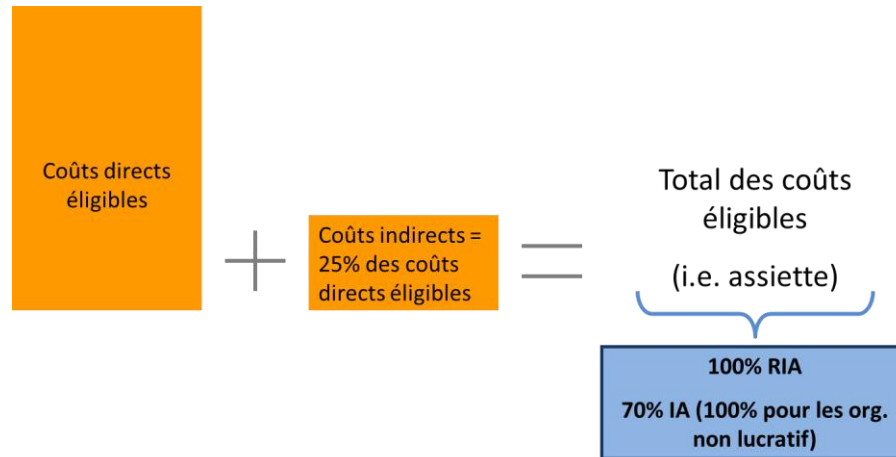 Coûts directs
éligibles
Coûts indirects =
25% des coûts
directs éligibles
Total des coûts
éligibles
(i.e. assiette)
100% RIA
70% IA (100% pour les org.
non lucratif)